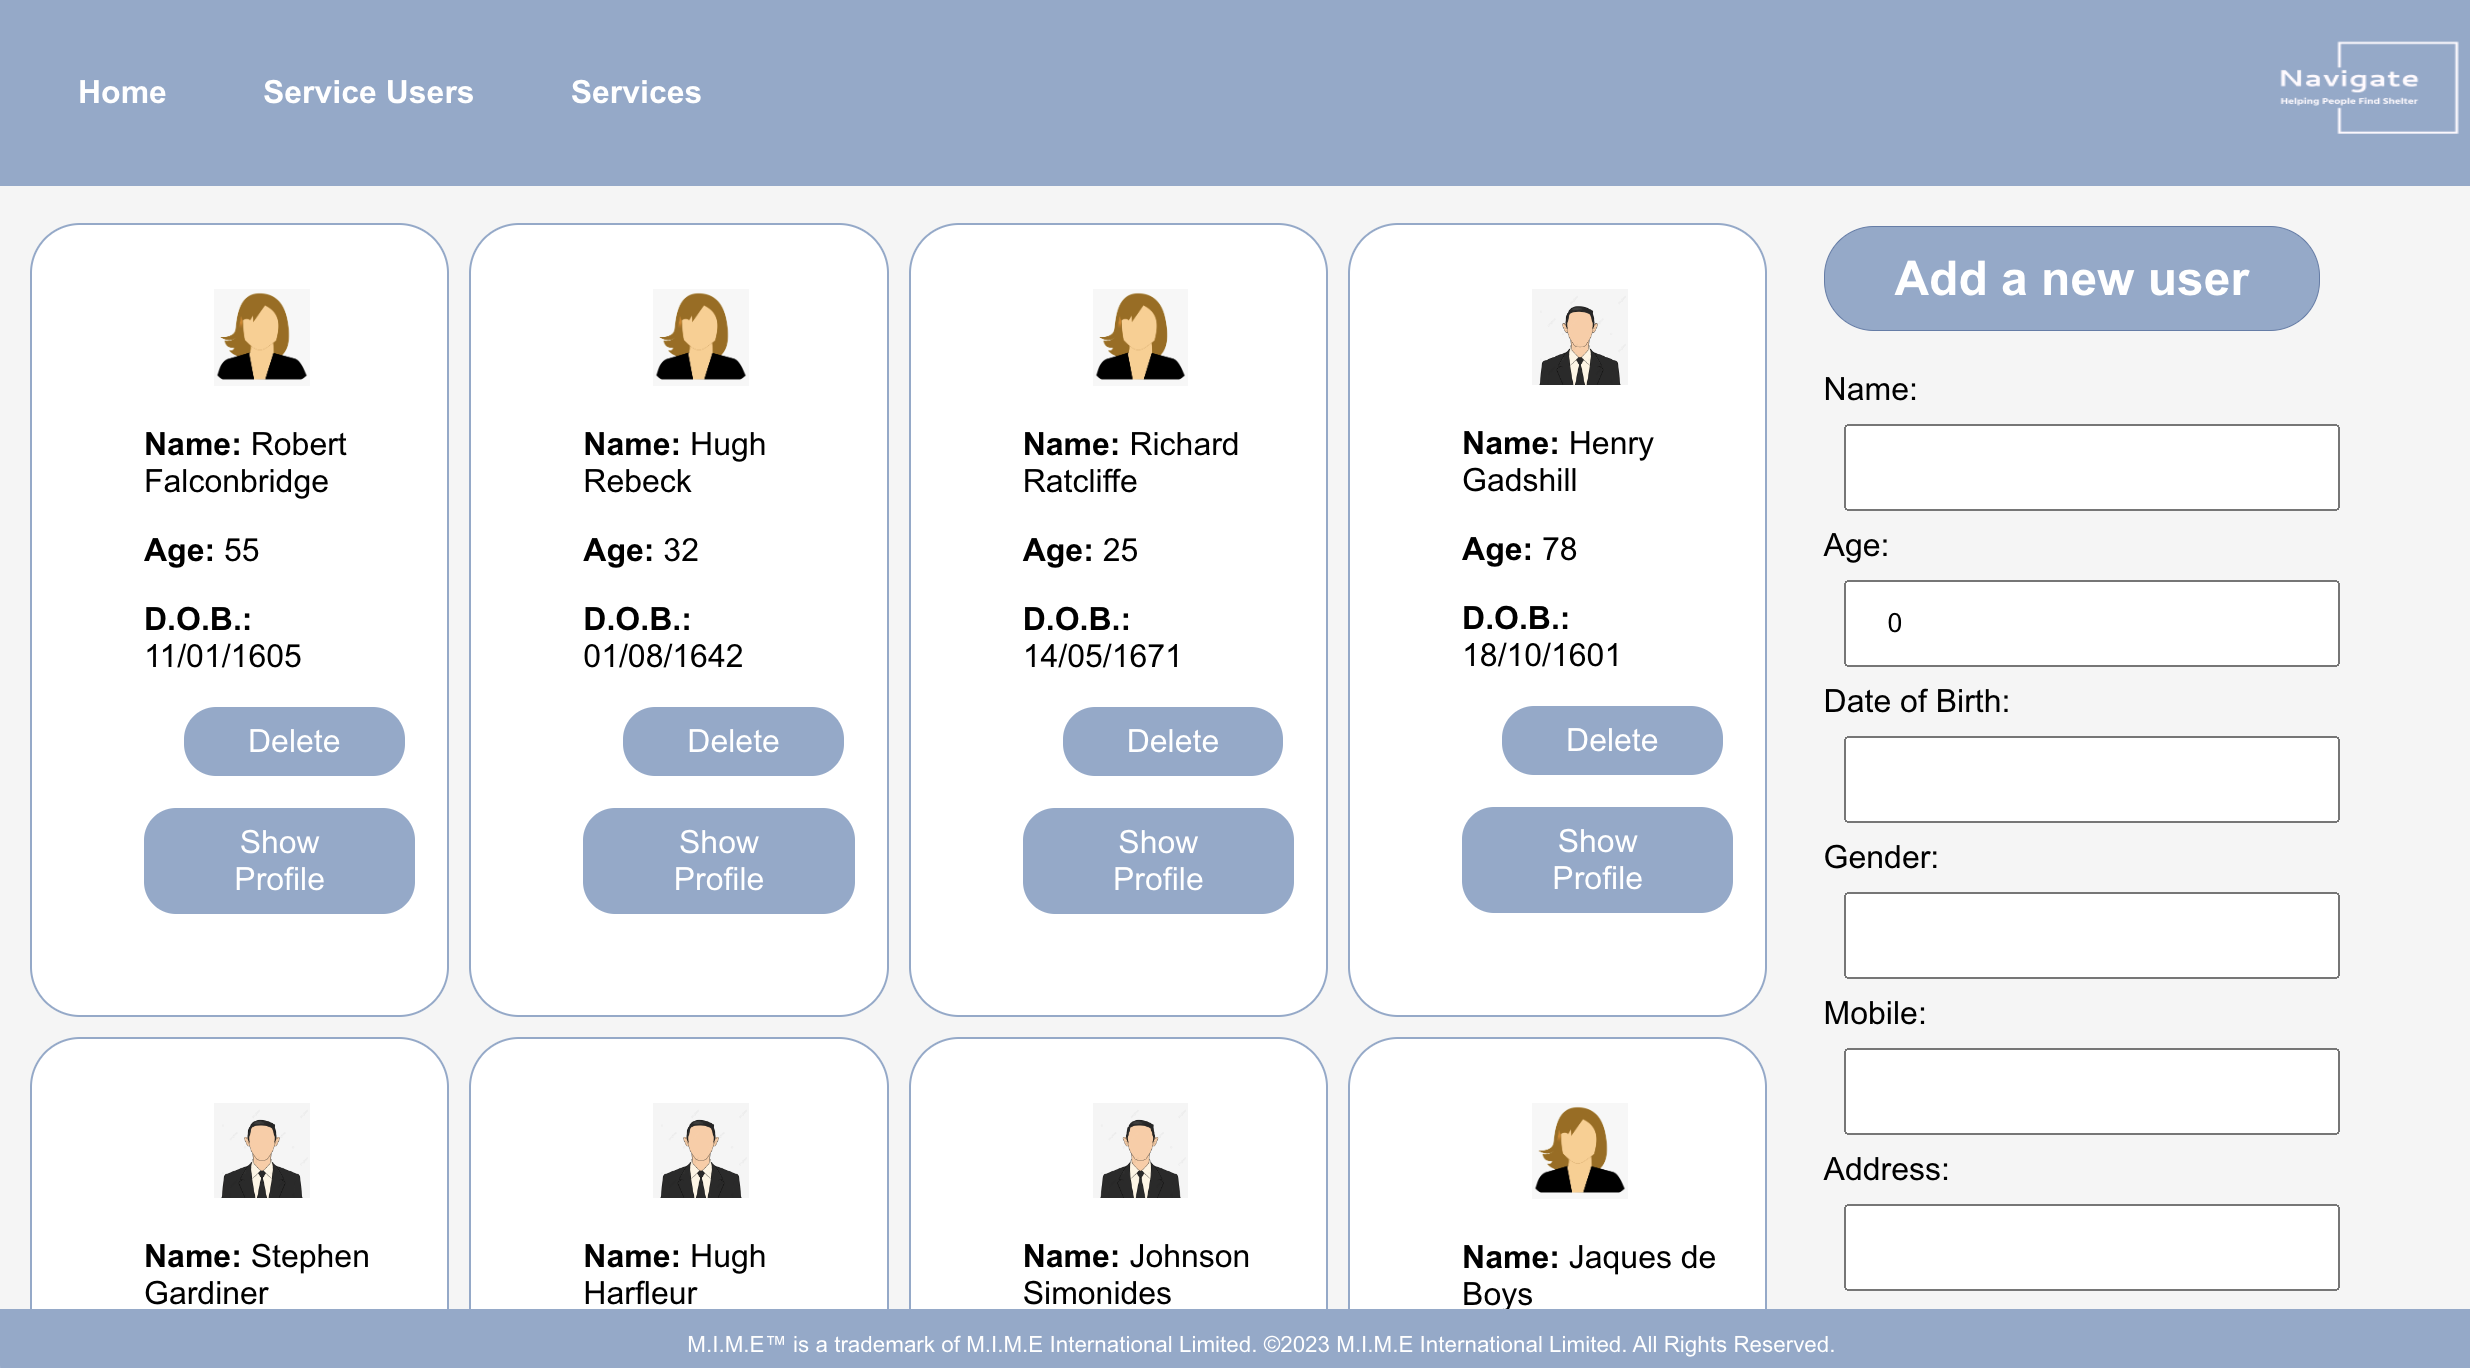 Home
Service Users
Services
Navigate
Helping People Find Shelter
Name: Robert
Falconbridge
Age: 55
D.O.B.:
11/01/1605
Delete
Show
Profile
Name: Hugh
Rebeck
Age: 32
D.O.B.:
01/08/1642
Delete
Show
Profile
Name: Richard
Ratcliffe
Age: 25
D.O.B.:
14/05/1671
Delete
Show
Profile
Name: Henry
Gadshill
Age: 78
D.O.B.:
18/10/1601
Delete
Show
Profile
Name: Stephen
Gardiner
Name: Hugh
Harfleur
Name: Johnson
Simonides
Name: Jaques de
Boys
Add a new user
Name:
Age:
0
Date of Birth:
Gender:
Mobile:
Address:
M.I.M.E™ is a trademark of M.I.M.E International Limited. ©2023 M.I.M.E International Limited. All Rights Reserved.